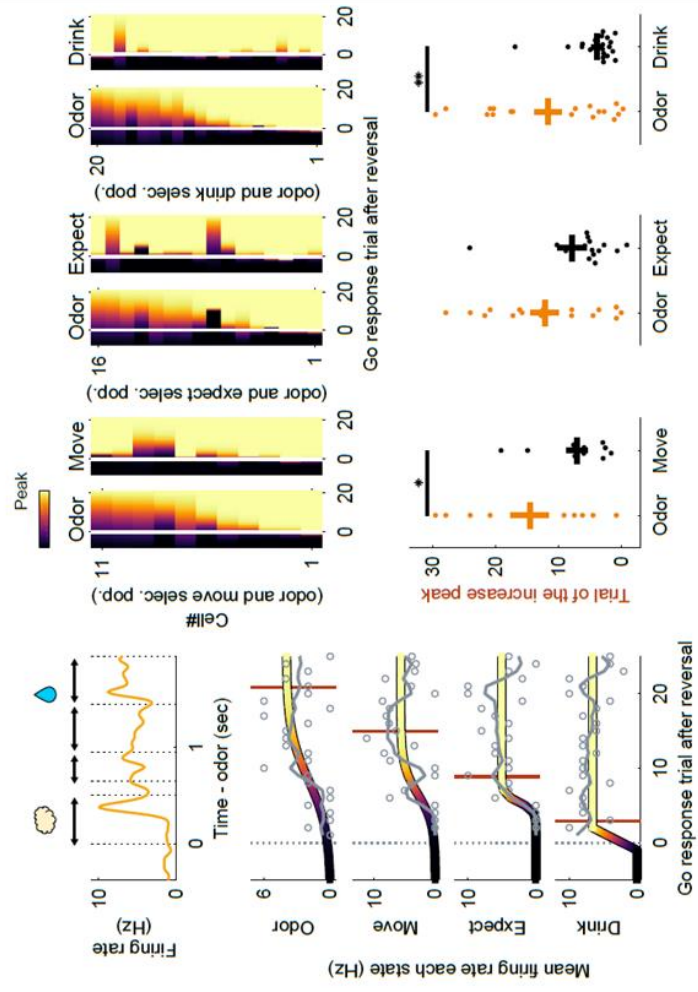 Firing rate
(Hz)
10
0
0
1
Time - odor (sec)
Mean firing rate each state (Hz)
Odor
6
0
Move
10
0
Expect
10
0
Drink
10
0
0
10
20
Go response trial after reversal
Peak
Cell#
(odor and move selec. pop.)
11
1
Odor
Move
0
20
0
20
(odor and expect selec. pop.)
16
1
Odor
Expect
0
20
0
20
(odor and drink selec. pop.)
20
1
Odor
Drink
0
20
0
20
Go response trial after reversal
Trial of the increase peak
30
20
10
0
*
Odor
Move
Odor
Expect
**
Odor
Drink